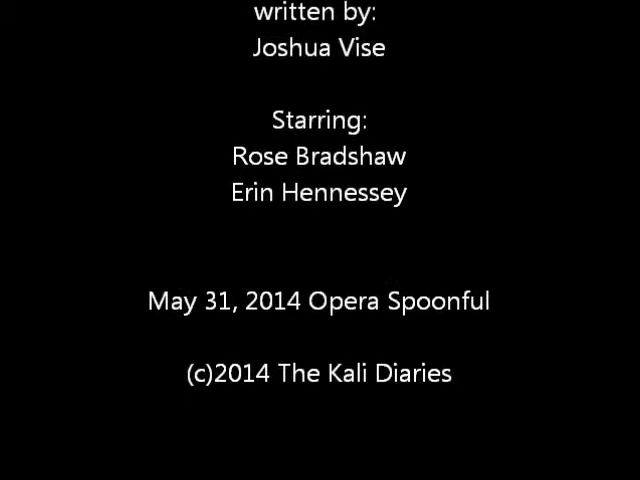 written by:
Joshua Vise
Starring:
Rose Bradshaw
Erin Hennessey
May 31, 2014 Opera Spoonful
(c)2014 The Kali Diaries